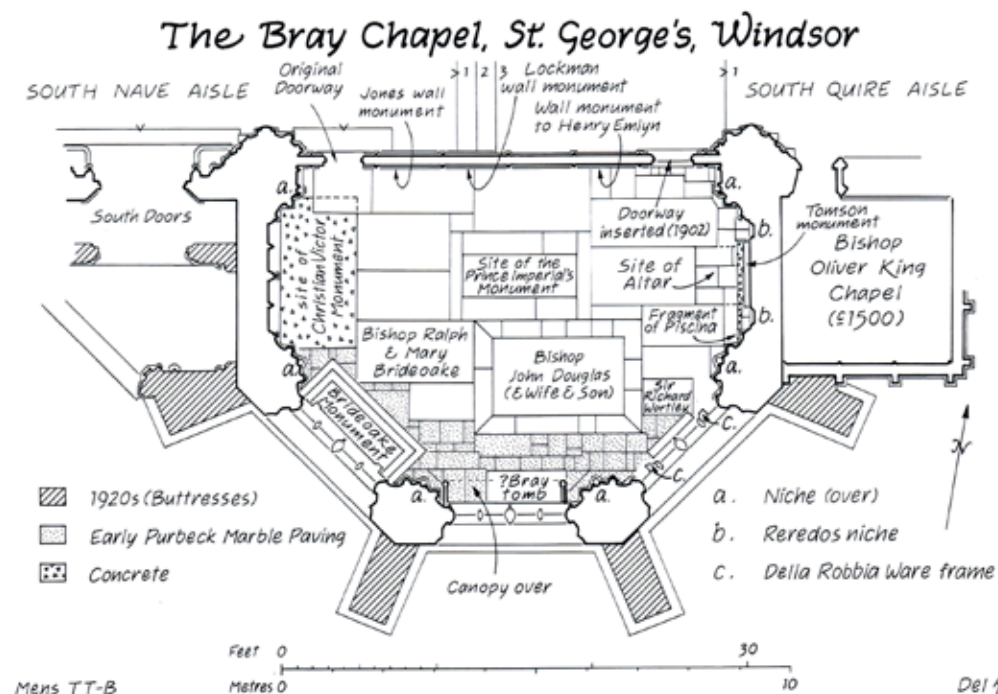 The Bray Chapel, St. George's, Windsor
SOUTH NAVE AISLE
Original
Doorway
Jones wall
monument
> 1 2 3
Lockman
wall monument
Wall monument
to Henry Emlyn
> 1
SOUTH QUIRE AISLE
South Doors
a.
a.
Site of
Christian Victor
Monument
Doorway
inserted (1902)
b.
Tomson
monument
Site of the
Prince Imperial's
Monument
Site of
Altar
Bishop
Oliver King
Chapel
(£1500)
Fragment
of Piscina
b.
Bishop Ralph
& Mary
Brideoake
Bishop
John Douglas
(& Wife & Son)
a.
a.
Sir
Richard
Wortley
Brideoake
Monument
c.
c.
?Bray
tomb
a.
a.
N
1920s (Buttresses)
Early Purbeck Marble Paving
Concrete
Canopy over
a. Niche (over)
b. Reredos niche
c. Della Robbia Ware frame
Feet 0 30
Metres 0 10
Mens TT-B
Del